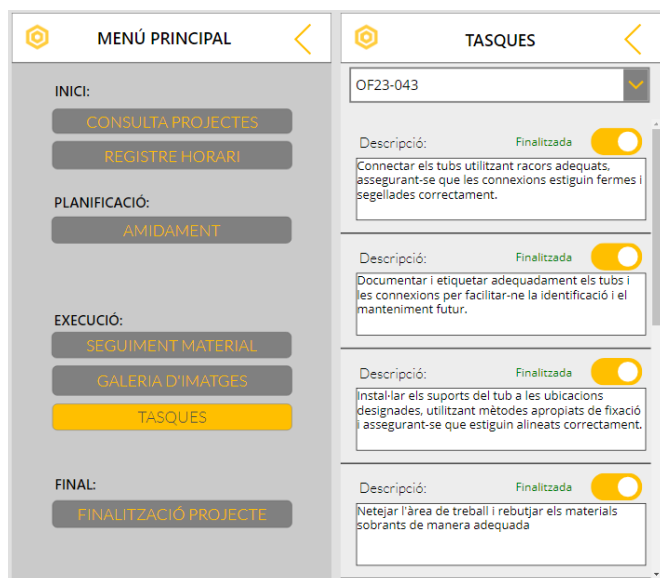 MENÚ PRINCIPAL
INICI:
CONSULTA PROJECTES
REGISTRE HORARI
PLANIFICACIÓ:
AMIDAMENT
EXECUCIÓ:
SEGUIMENT MATERIAL
GALERIA D'IMATGES
TASQUES
FINAL:
FINALITZACIÓ PROJECTE
TASQUES
OF23-043
Descripció: Finalitzada
Connectar els tubs utilitzant racors adequats,
assegurant-se que les connexions estiguin fermes i
segellades correctament.
Descripció: Finalitzada
Documentar i etiquetar adequadament els tubs i
les connexions per facilitar-ne la identificació i el
manteniment futur.
Descripció: Finalitzada
Instal·lar els suports del tub a les ubicacions
designades, utilitzant mètodes apropiats de fixació
i assegurant-se que estiguin alineats correctament.
Descripció: Finalitzada
Netejar l'àrea de treball i rebutjar els materials
sobrants de manera adequada